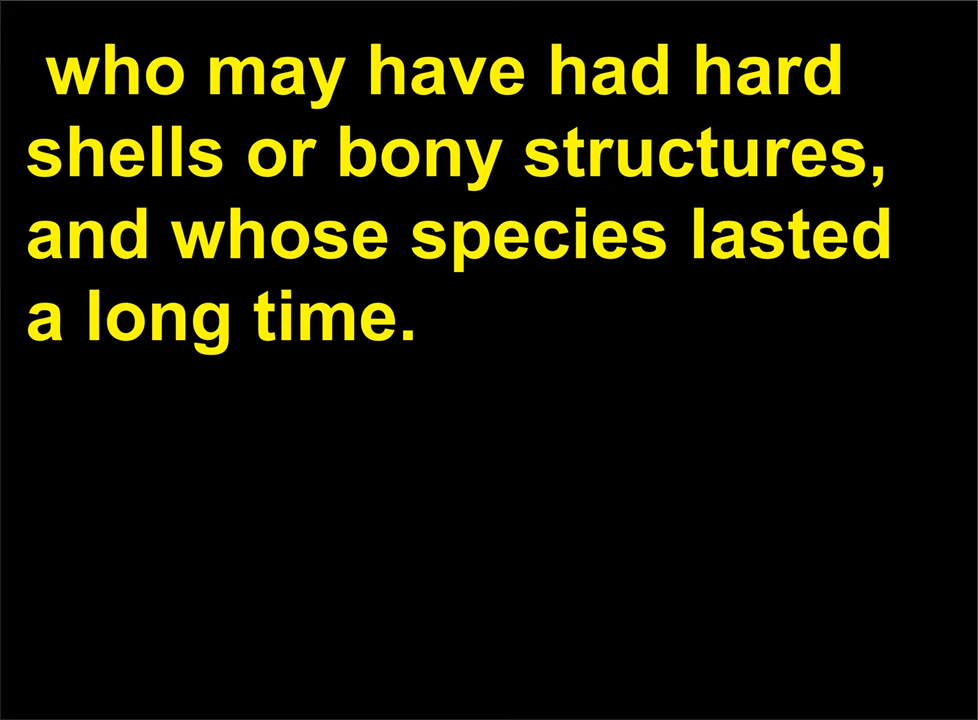 who may have had hard
shells or bony structures,
and whose species lasted
a long time.